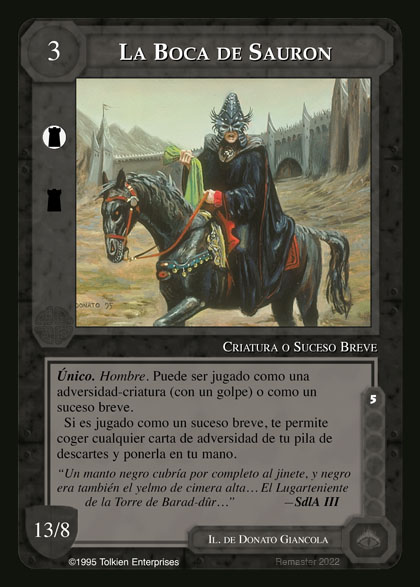 3
La Boca de Sauron
DONATO 95
Criatura o Suceso Breve
Único. Hombre. Puede ser jugado como una
adversidad-criatura (con un golpe) o como un
suceso breve.
Si es jugado como un suceso breve, te permite
coger cualquier carta de adversidad de tu pila de
descartes y ponerla en tu mano.
5
“Un manto negro cubría por completo al jinete, y negro
era también el yelmo de cimera alta… El Lugarteniente
de la Torre de Barad-dûr…” —SdlA III
13/8
Il. de Donato Giancola
©1995 Tolkien Enterprises
Remaster 2022